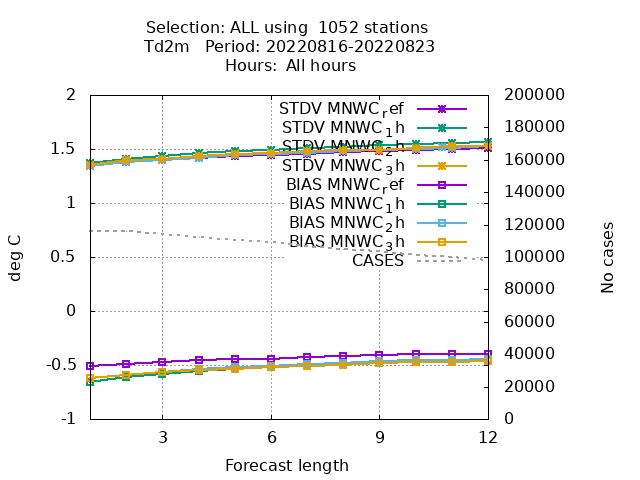 Selection: ALL using  1052 stations
Td2m   Period: 20220816-20220823
Hours:  All hours
2
1.5
1
0.5
0
-0.5
-1
deg C
200000
180000
160000
140000
120000
100000
80000
60000
40000
20000
0
No cases
STDV MNWC_ref
STDV MNWC_1h
STDV MNWC_2h
STDV MNWC_3h
BIAS MNWC_ref
BIAS MNWC_1h
BIAS MNWC_2h
BIAS MNWC_3h
CASES
3 6 9 12
Forecast length